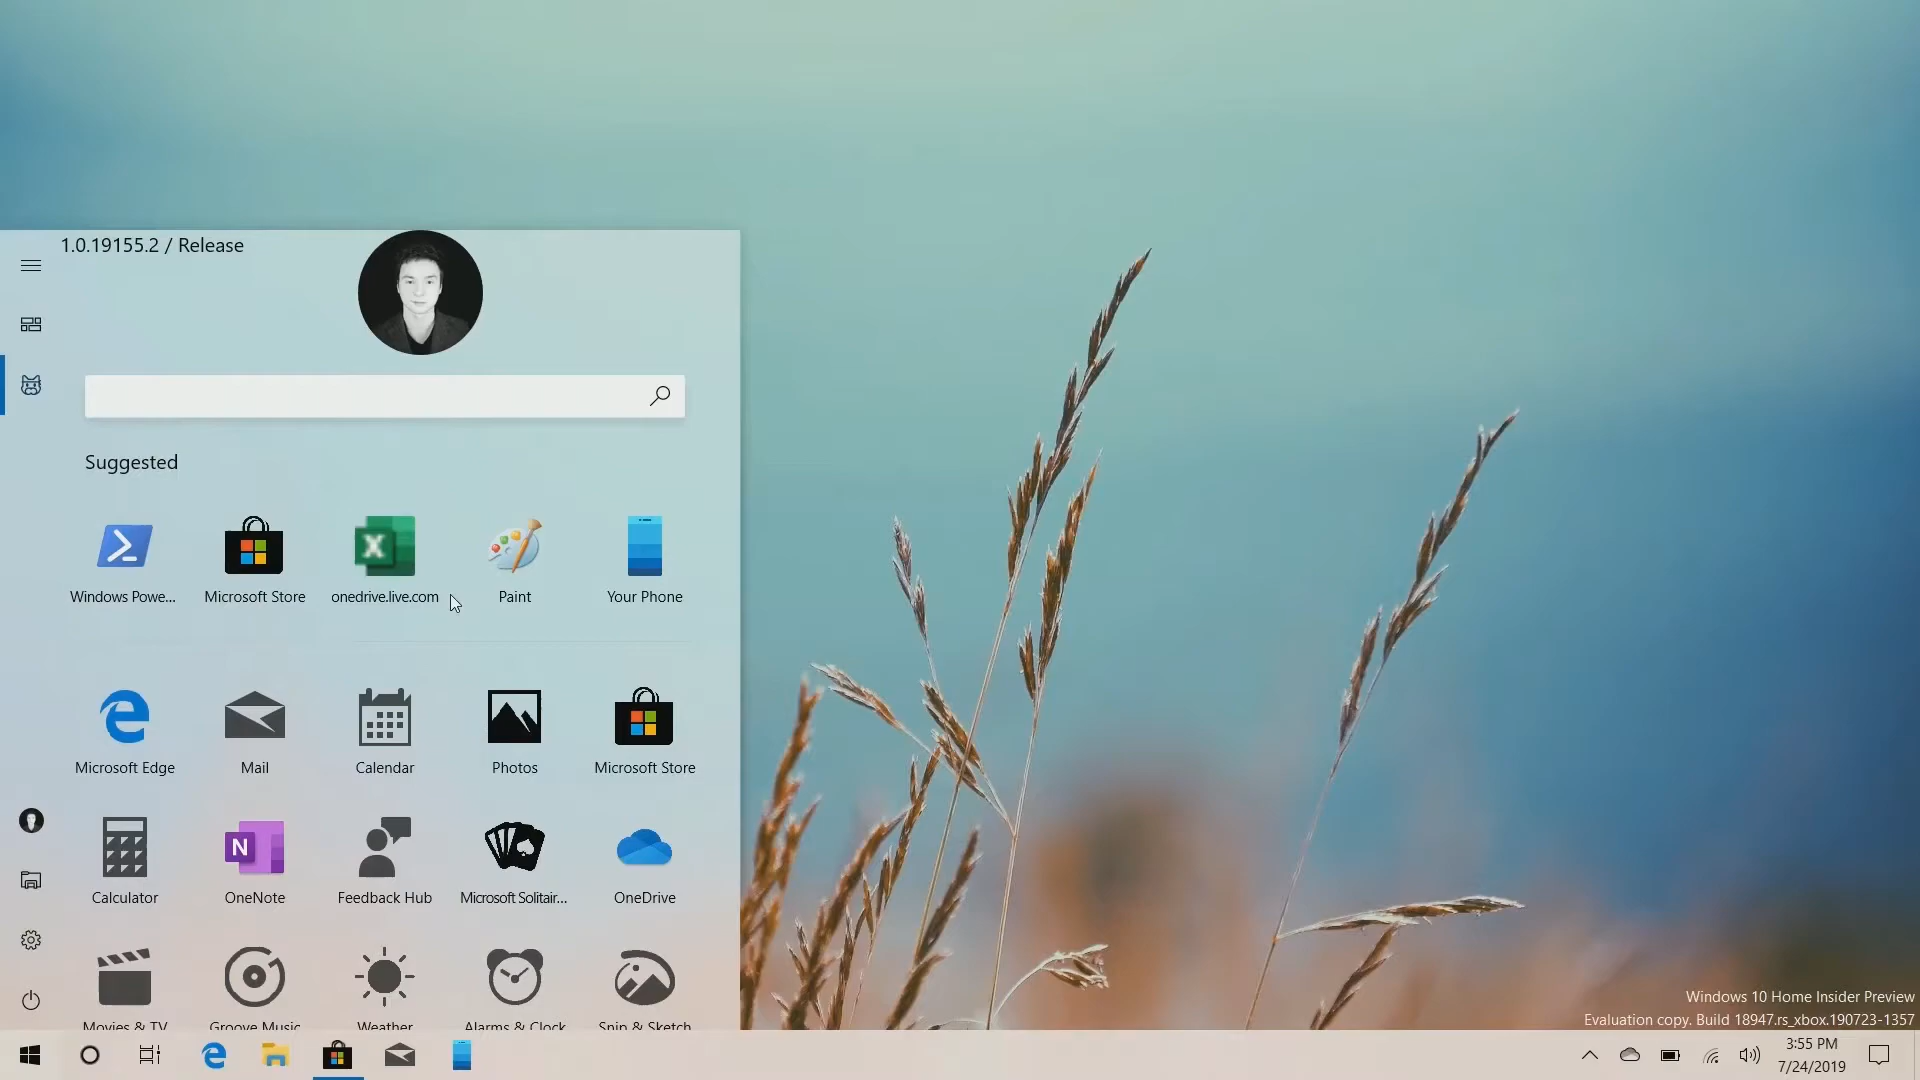 1.0.19155.2 / Release
Suggested
Windows Powe...
Microsoft Store
onedrive.live.com
Paint
Your Phone
Microsoft Edge
Mail
Calendar
Photos
Microsoft Store
Calculator
OneNote
Feedback Hub
Microsoft Solitair...
OneDrive
Movies & TV
Groove Music
Weather
Alarms & Clock
Snip & Sketch
Windows 10 Home Insider Preview
Evaluation copy. Build 18947.rs_xbox.190723-1357
3:55 PM
7/24/2019